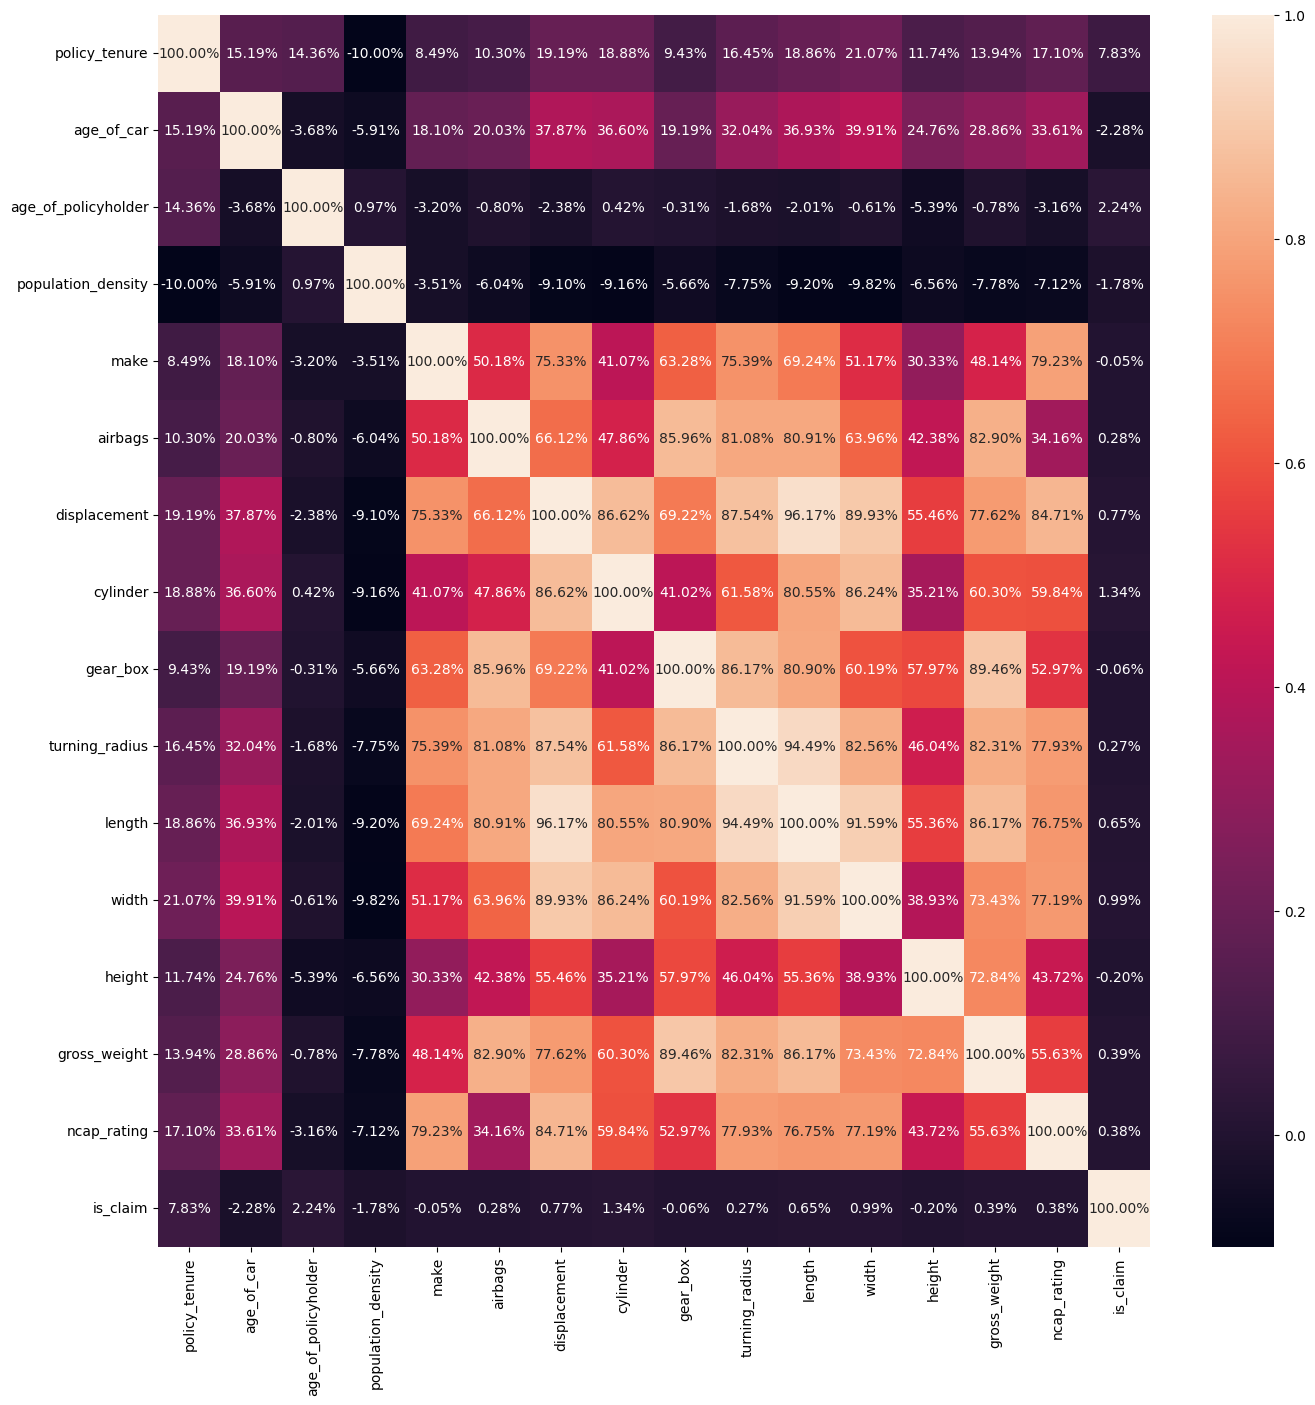 policy_tenure 100.00% 15.19% 14.36% -10.00% 8.49% 10.30% 19.19% 18.88% 9.43% 16.45% 18.86% 21.07% 11.74% 13.94% 17.10% 7.83% 1.0
age_of_car 15.19% 100.00% -3.68% -5.91% 18.10% 20.03% 37.87% 36.60% 19.19% 32.04% 36.93% 39.91% 24.76% 28.86% 33.61% -2.28%
age_of_policyholder 14.36% -3.68% 100.00% 0.97% -3.20% -0.80% -2.38% 0.42% -0.31% -1.68% -2.01% -0.61% -5.39% -0.78% -3.16% 2.24%
0.8
population_density -10.00% -5.91% 0.97% 100.00% -3.51% -6.04% -9.10% -9.16% -5.66% -7.75% -9.20% -9.82% -6.56% -7.78% -7.12% -1.78%
make 8.49% 18.10% -3.20% -3.51% 100.00% 50.18% 75.33% 41.07% 63.28% 75.39% 69.24% 51.17% 30.33% 48.14% 79.23% -0.05%
airbags 10.30% 20.03% -0.80% -6.04% 50.18% 100.00% 66.12% 47.86% 85.96% 81.08% 80.91% 63.96% 42.38% 82.90% 34.16% 0.28%
0.6
displacement 19.19% 37.87% -2.38% -9.10% 75.33% 66.12% 100.00% 86.62% 69.22% 87.54% 96.17% 89.93% 55.46% 77.62% 84.71% 0.77%
cylinder 18.88% 36.60% 0.42% -9.16% 41.07% 47.86% 86.62% 100.00% 41.02% 61.58% 80.55% 86.24% 35.21% 60.30% 59.84% 1.34%
gear_box 9.43% 19.19% -0.31% -5.66% 63.28% 85.96% 69.22% 41.02% 100.00% 86.17% 80.90% 60.19% 57.97% 89.46% 52.97% -0.06%
0.4
turning_radius 16.45% 32.04% -1.68% -7.75% 75.39% 81.08% 87.54% 61.58% 86.17% 100.00% 94.49% 82.56% 46.04% 82.31% 77.93% 0.27%
length 18.86% 36.93% -2.01% -9.20% 69.24% 80.91% 96.17% 80.55% 80.90% 94.49% 100.00% 91.59% 55.36% 86.17% 76.75% 0.65%
width 21.07% 39.91% -0.61% -9.82% 51.17% 63.96% 89.93% 86.24% 60.19% 82.56% 91.59% 100.00% 38.93% 73.43% 77.19% 0.99%
0.2
height 11.74% 24.76% -5.39% -6.56% 30.33% 42.38% 55.46% 35.21% 57.97% 46.04% 55.36% 38.93% 100.00% 72.84% 43.72% -0.20%
gross_weight 13.94% 28.86% -0.78% -7.78% 48.14% 82.90% 77.62% 60.30% 89.46% 82.31% 86.17% 73.43% 72.84% 100.00% 55.63% 0.39%
ncap_rating 17.10% 33.61% -3.16% -7.12% 79.23% 34.16% 84.71% 59.84% 52.97% 77.93% 76.75% 77.19% 43.72% 55.63% 100.00% 0.38%
0.0
is_claim 7.83% -2.28% 2.24% -1.78% -0.05% 0.28% 0.77% 1.34% -0.06% 0.27% 0.65% 0.99% -0.20% 0.39% 0.38% 100.00%
policy_tenure
age_of_car
age_of_policyholder
population_density
make
airbags
displacement
cylinder
gear_box
turning_radius
length
width
height
gross_weight
ncap_rating
is_claim